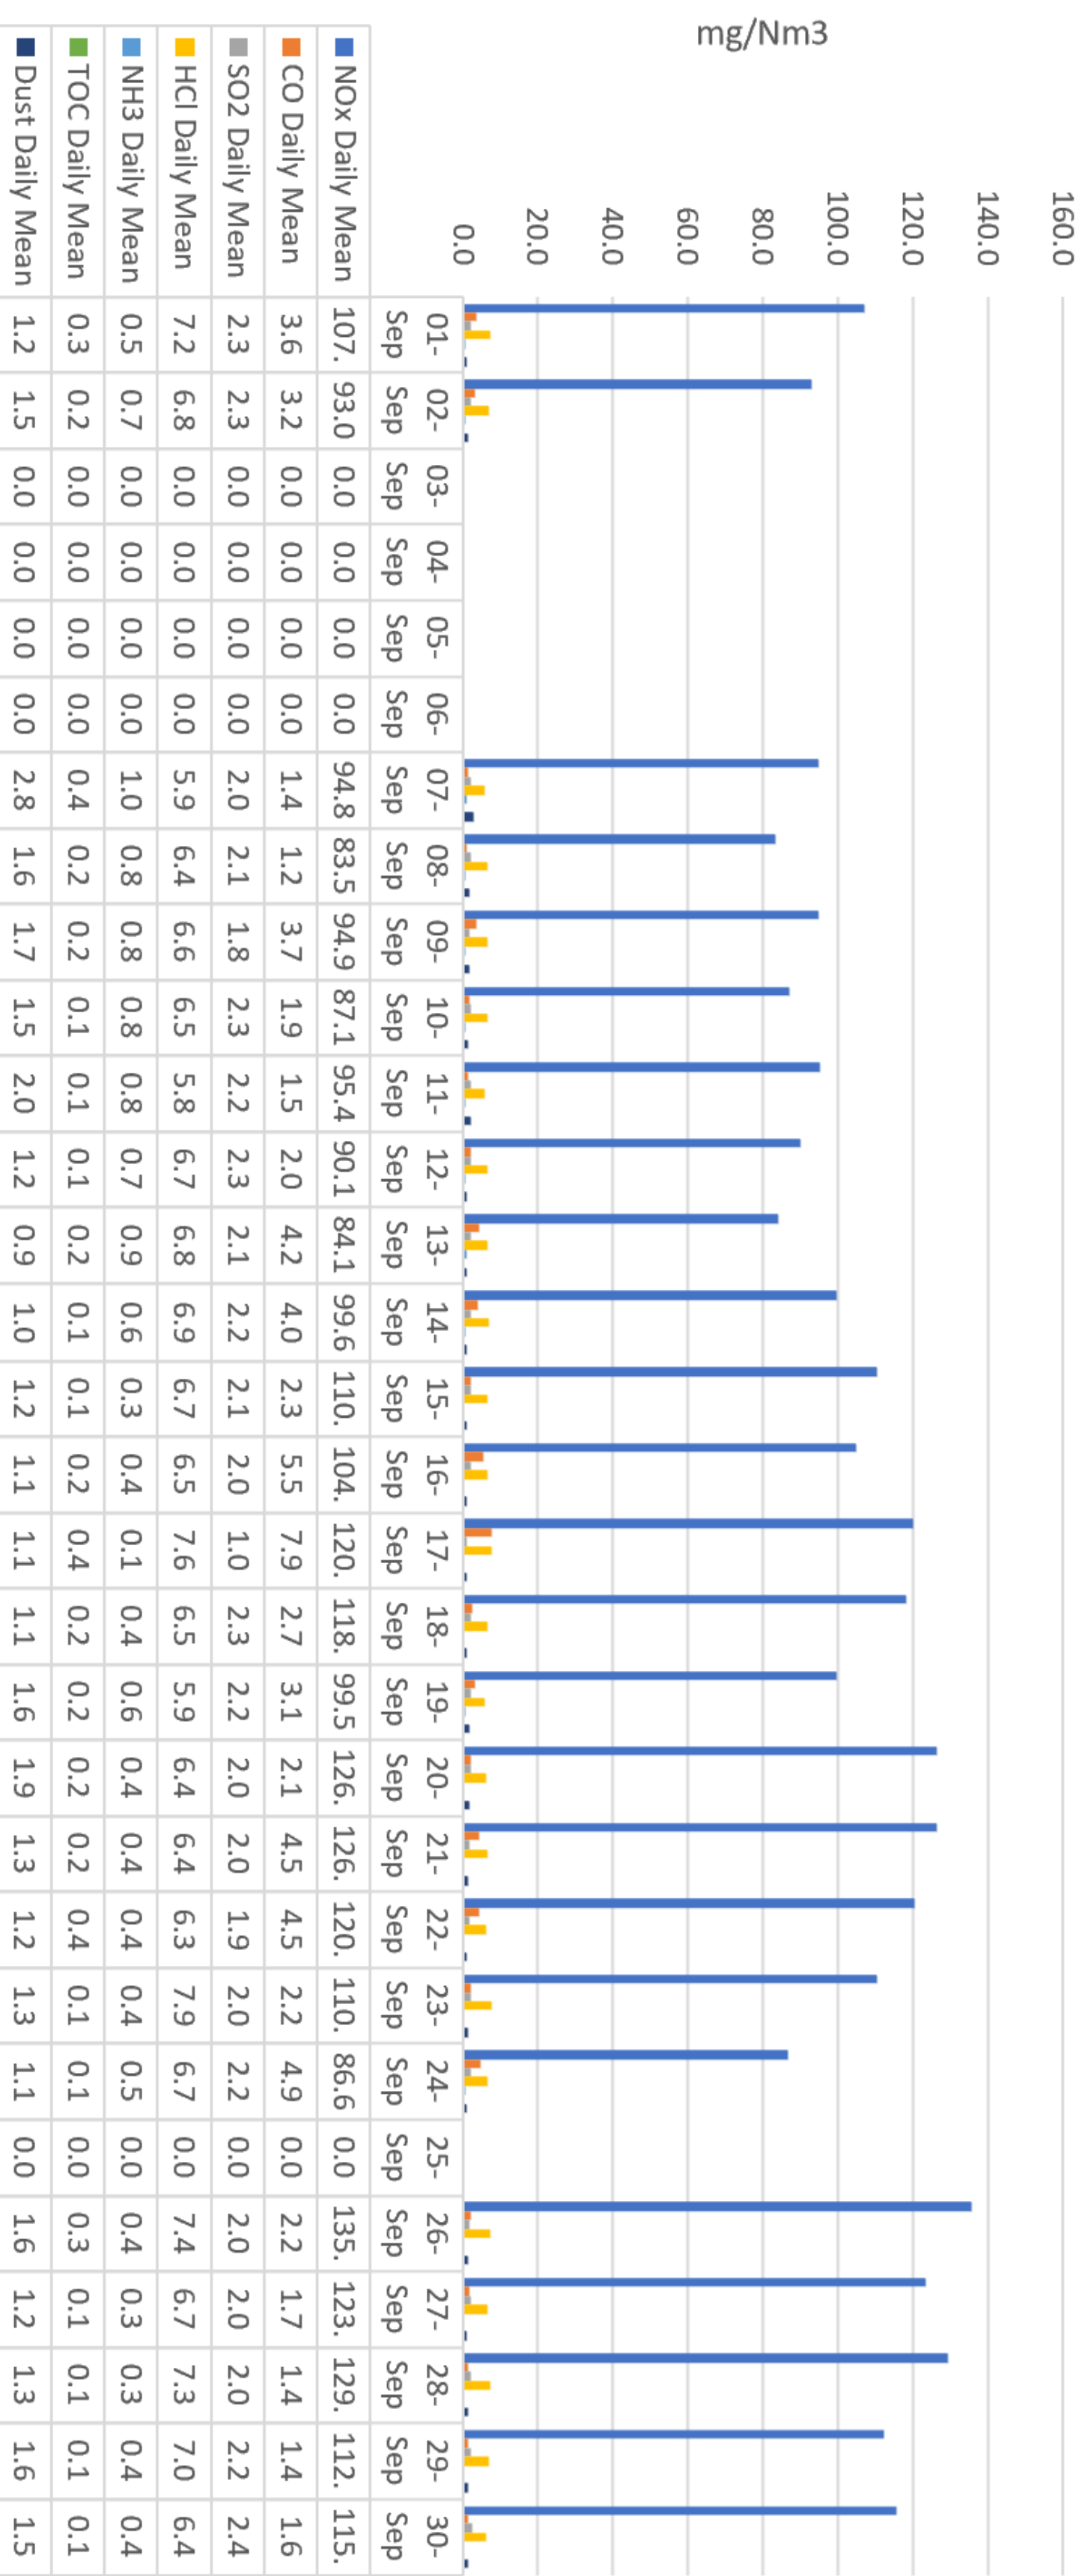 mg/Nm3
160.0
140.0
120.0
100.0
80.0
60.0
40.0
20.0
0.0
01-Sep 02-Sep 03-Sep 04-Sep 05-Sep 06-Sep 07-Sep 08-Sep 09-Sep 10-Sep 11-Sep 12-Sep 13-Sep 14-Sep 15-Sep 16-Sep 17-Sep 18-Sep 19-Sep 20-Sep 21-Sep 22-Sep 23-Sep 24-Sep 25-Sep 26-Sep 27-Sep 28-Sep 29-Sep 30-Sep
NOx Daily Mean 107. 93.0 0.0 0.0 0.0 0.0 94.8 83.5 94.9 87.1 95.4 90.1 84.1 99.6 110. 104. 120. 118. 99.5 126. 126. 120. 110. 86.6 0.0 135. 123. 129. 112. 115.
CO Daily Mean 3.6 3.2 0.0 0.0 0.0 0.0 1.4 1.2 3.7 1.9 1.5 2.0 4.2 4.0 2.3 5.5 7.9 2.7 3.1 2.1 4.5 4.5 2.2 4.9 0.0 2.2 1.7 1.4 1.4 1.6
SO2 Daily Mean 2.3 2.3 0.0 0.0 0.0 0.0 2.0 2.1 1.8 2.3 2.2 2.3 2.1 2.2 2.1 2.0 1.0 2.3 2.2 2.0 2.0 1.9 2.0 2.2 0.0 2.0 2.0 2.0 2.2 2.4
HCl Daily Mean 7.2 6.8 0.0 0.0 0.0 0.0 5.9 6.4 6.6 6.5 5.8 6.7 6.8 6.9 6.7 6.5 7.6 6.5 5.9 6.4 6.4 6.3 7.9 6.7 0.0 7.4 6.7 7.3 7.0 6.4
NH3 Daily Mean 0.5 0.7 0.0 0.0 0.0 0.0 1.0 0.8 0.8 0.8 0.8 0.7 0.9 0.6 0.3 0.4 0.1 0.4 0.6 0.4 0.4 0.4 0.4 0.5 0.0 0.4 0.3 0.3 0.4 0.4
TOC Daily Mean 0.3 0.2 0.0 0.0 0.0 0.0 0.4 0.2 0.2 0.1 0.1 0.1 0.2 0.1 0.1 0.2 0.4 0.2 0.2 0.2 0.2 0.4 0.1 0.1 0.0 0.3 0.1 0.1 0.1 0.1
Dust Daily Mean 1.2 1.5 0.0 0.0 0.0 0.0 2.8 1.6 1.7 1.5 2.0 1.2 0.9 1.0 1.2 1.1 1.1 1.1 1.6 1.9 1.3 1.2 1.3 1.1 0.0 1.6 1.2 1.3 1.6 1.5